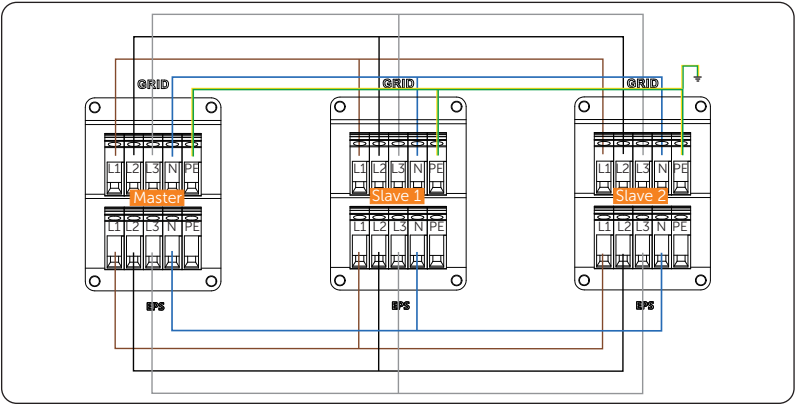 GRID GRID GRID
L1 L2 L3 N PE L1 L2 L3 N PE L1 L2 L3 N PE
Master Slave 1 Slave 2
L1 L2 L3 N PE L1 L2 L3 N PE L1 L2 L3 N PE
EPS EPS EPS